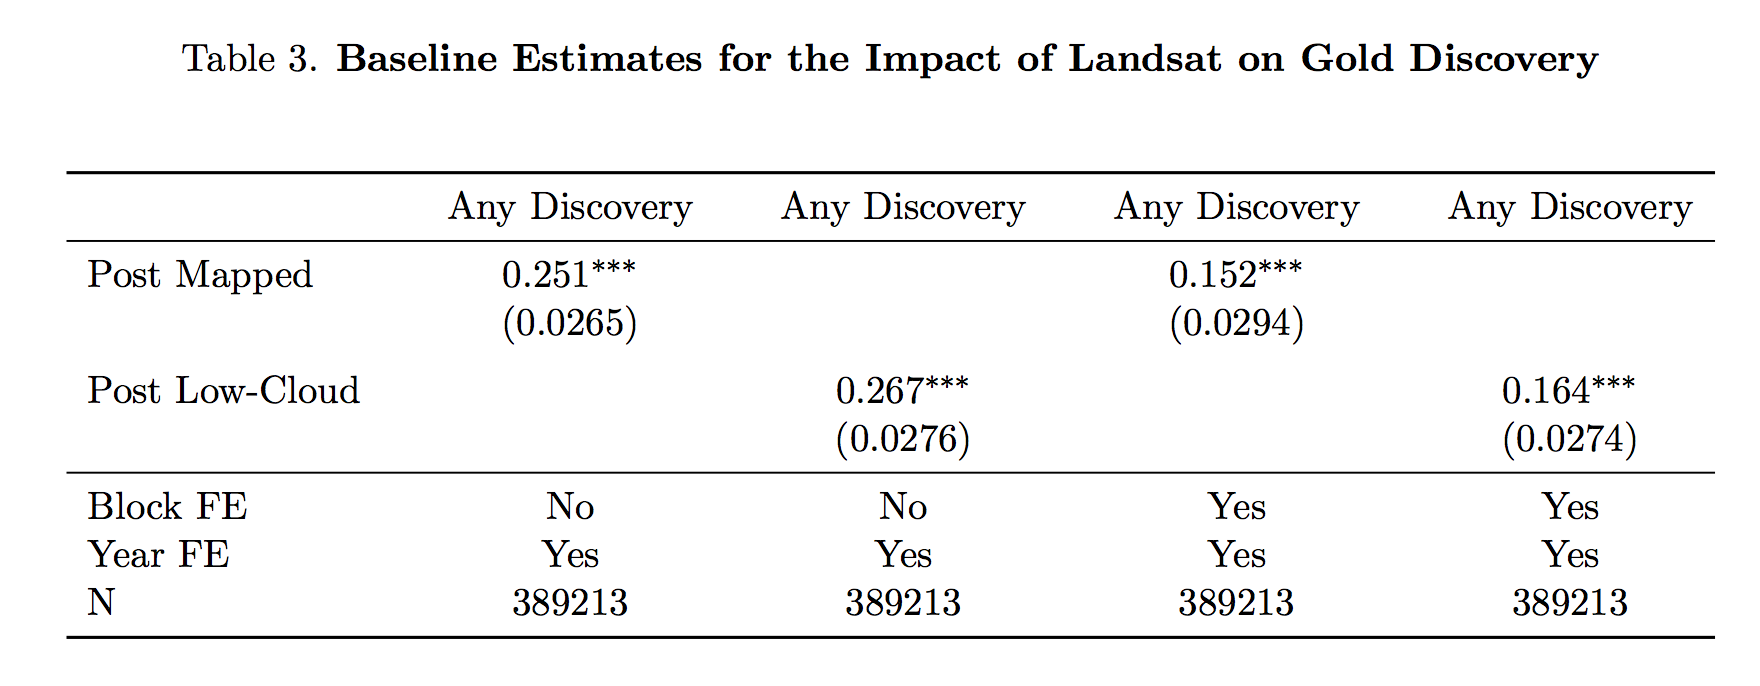 Table 3. Baseline Estimates for the Impact of Landsat on Gold Discovery
Any Discovery Any Discovery Any Discovery Any Discovery
Post Mapped 0.251*** 0.152***
(0.0265) (0.0294)
Post Low-Cloud 0.267*** 0.164***
(0.0276) (0.0274)
Block FE No No Yes Yes
Year FE Yes Yes Yes Yes
N 389213 389213 389213 389213